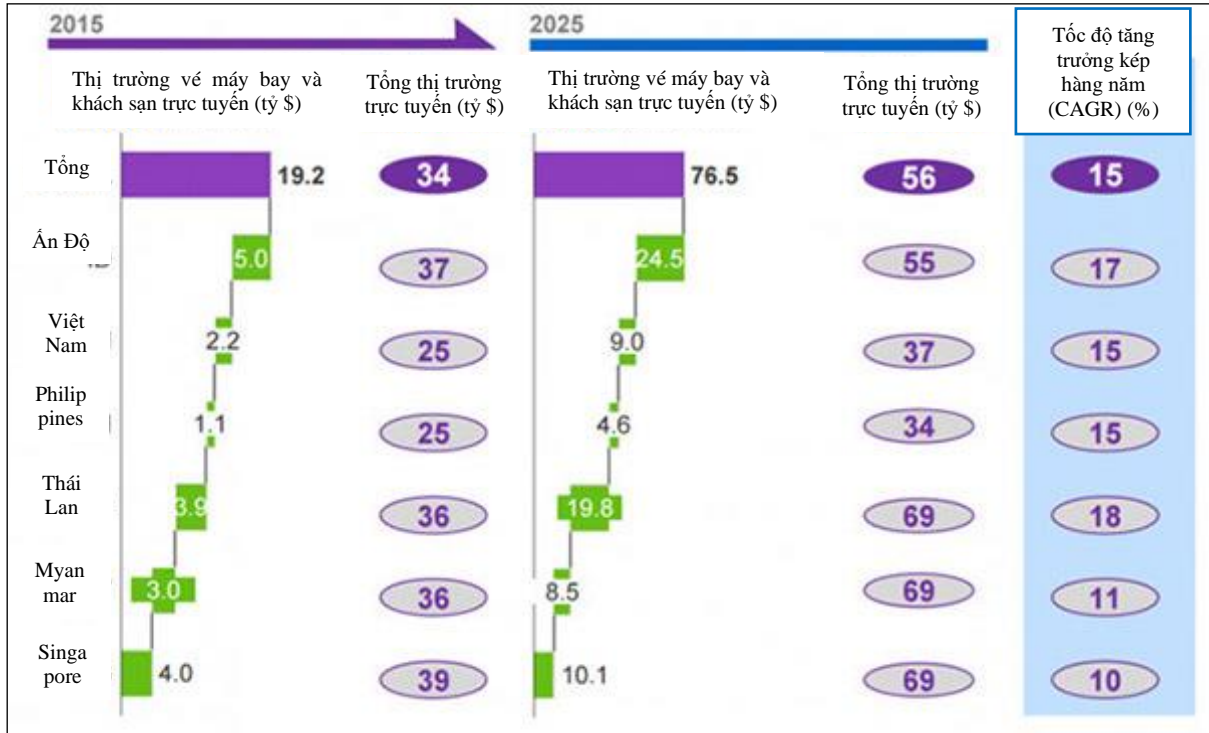 2015
2025
Thị trường vé máy bay và
khách sạn trực tuyến (tỷ $)
Tổng thị trường
trực tuyến (tỷ $)
Thị trường vé máy bay và
khách sạn trực tuyến (tỷ $)
Tổng thị trường
trực tuyến (tỷ $)
Tốc độ tăng
trưởng kép
hàng năm
(CAGR) (%)
Tổng
19.2
34
76.5
56
15
Ấn Độ
5.0
37
24.5
55
17
Việt
Nam
2.2
25
9.0
37
15
Philip
pines
1.1
25
4.6
34
15
Thái
Lan
3.9
36
19.8
69
18
Myan
mar
3.0
36
8.5
69
11
Singa
pore
4.0
39
10.1
69
10